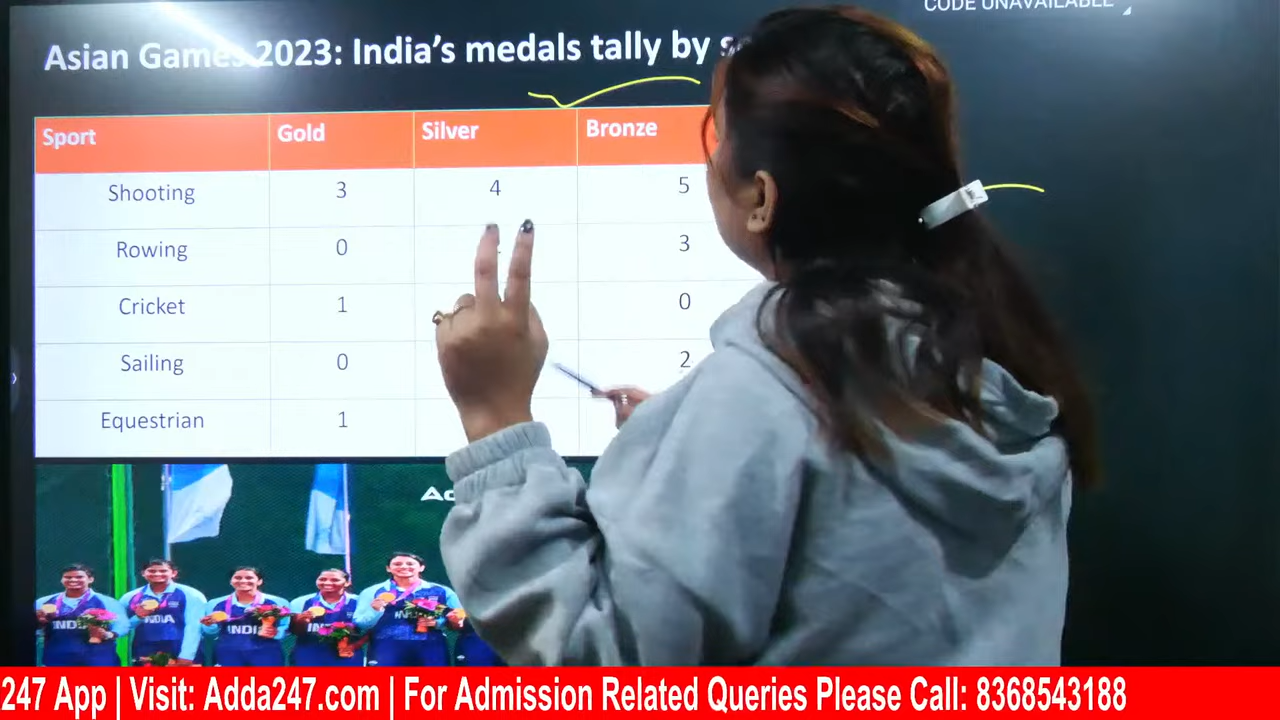 CODE UNAVAILABLE
Asian Games 2023: India's medals tally by
Sport Gold Silver Bronze
Shooting 3 4 5
Rowing 0 3
Cricket 1 0
Sailing 0 2
Equestrian 1
INDIA
INDI
247 App | Visit: Adda247.com | For Admission Related Queries Please Call: 8368543188